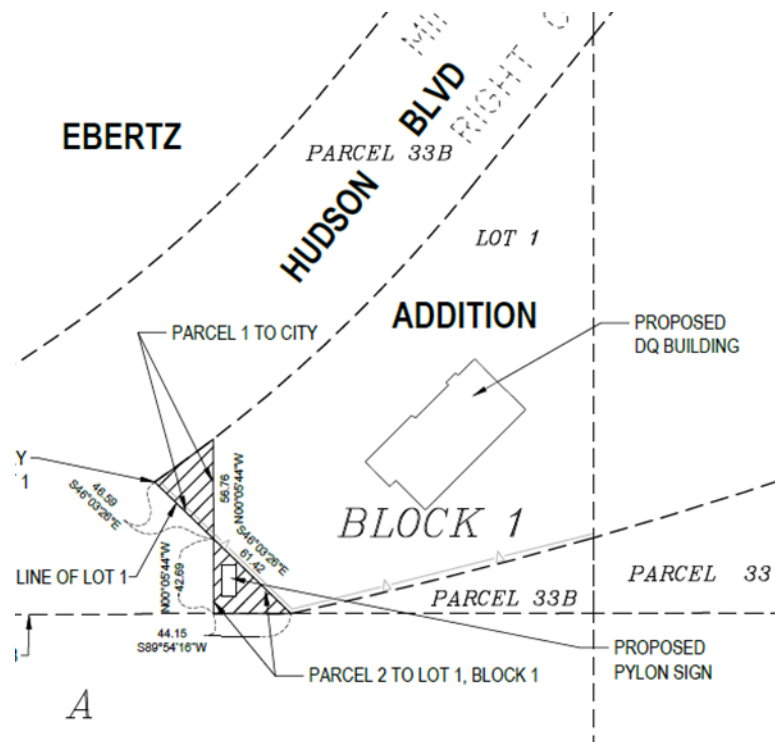 MI
RIGHT O
BLVD
EBERTZ
PARCEL 33B
HUDSON
LOT 1
ADDITION
PARCEL 1 TO CITY
PROPOSED
DQ BUILDING
Y
1
46.59
S46°03'26"E
56.76
N00°05'44"W
S46°03'26"E
61.42
BLOCK 1
LINE OF LOT 1
N00°05'44"W
42.69
PARCEL 33B
PARCEL 33
44.15
S89°54'16"W
PARCEL 2 TO LOT 1, BLOCK 1
PROPOSED
PYLON SIGN
A